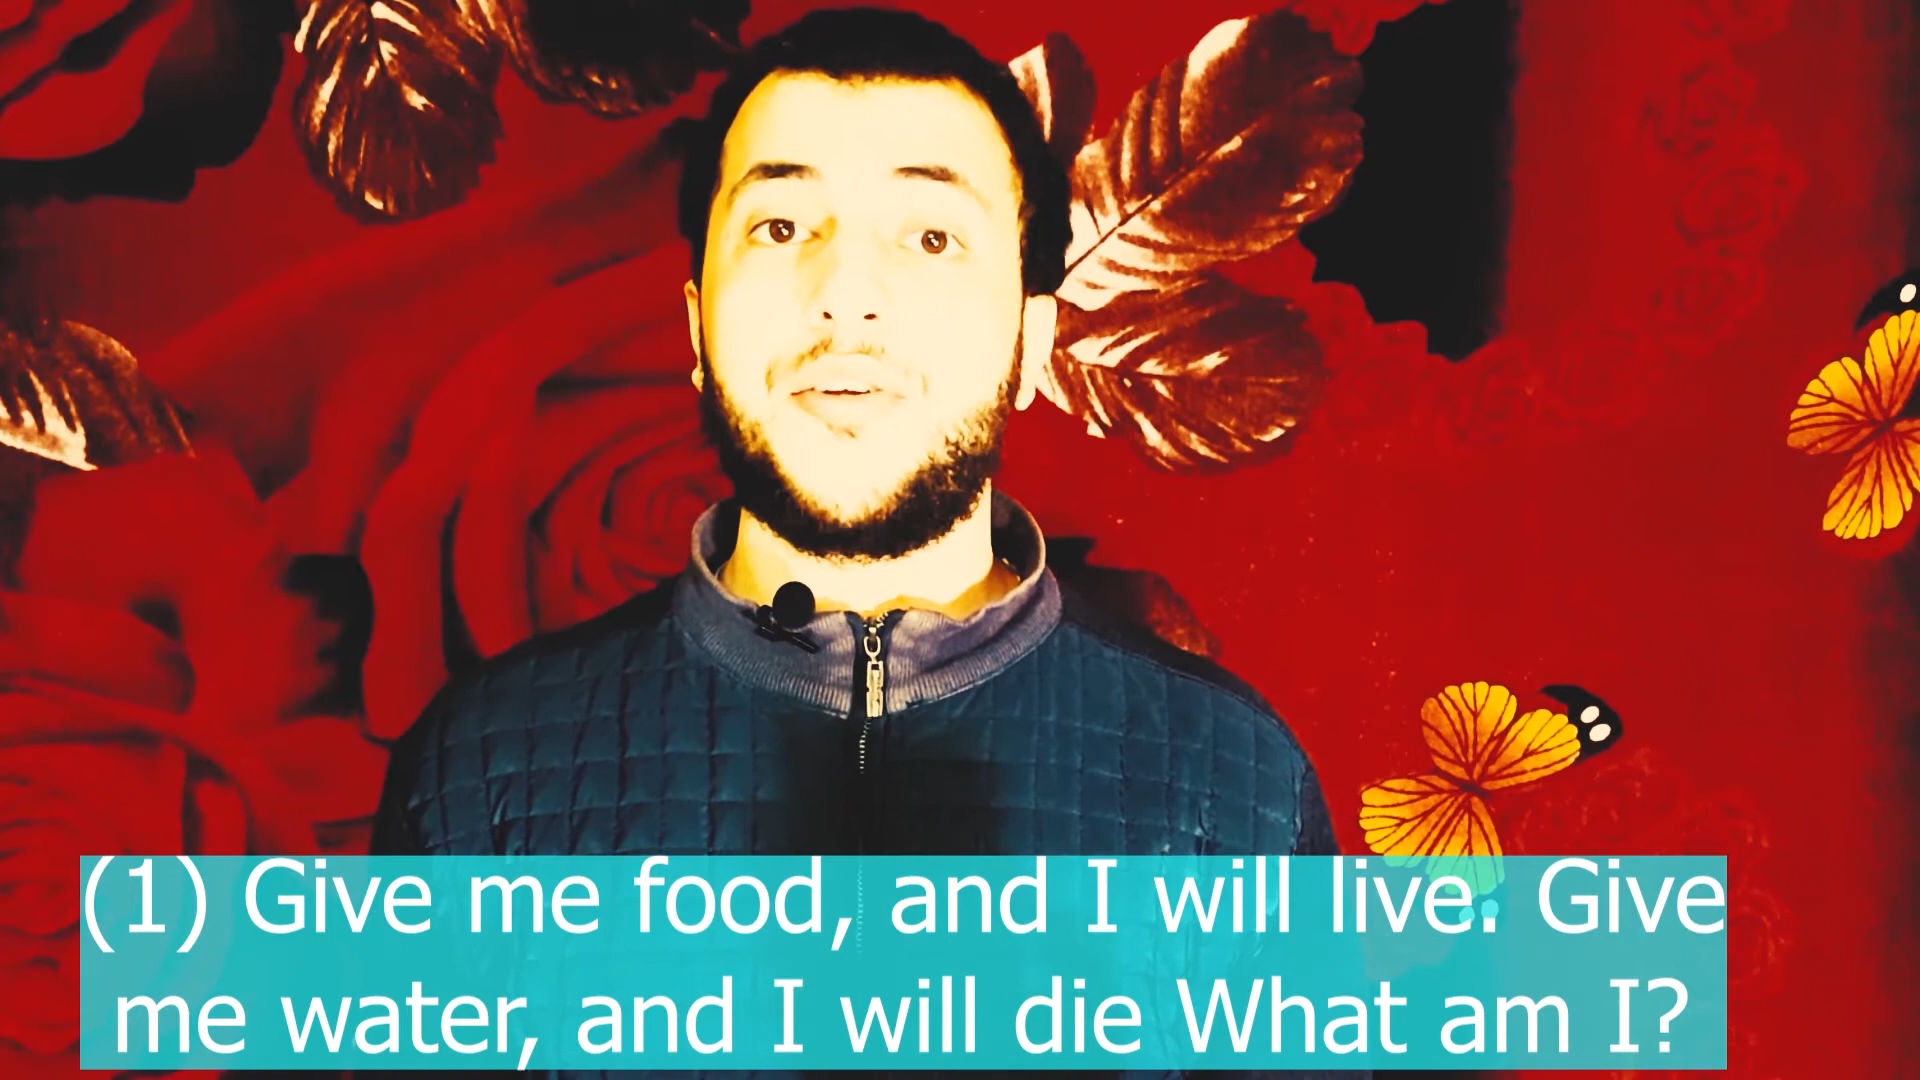 (1) Give me food, and I will live. Give
me water, and I will die What am I?